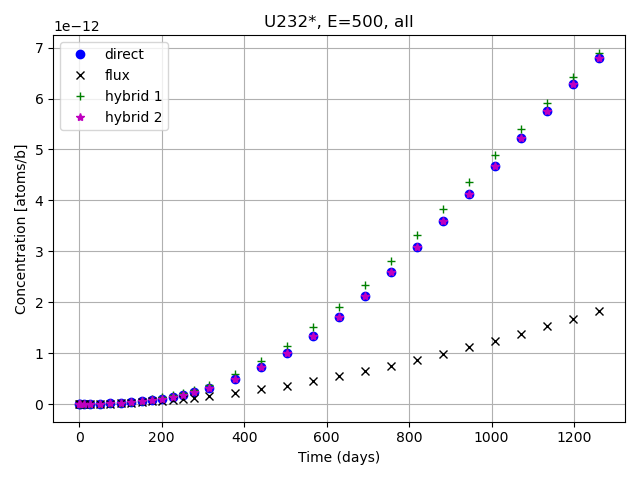 U232*, E=500, all
1e−12
direct
flux
hybrid 1
hybrid 2
7
6
5
4
3
2
1
0
Concentration [atoms/b]
0 200 400 600 800 1000 1200
Time (days)